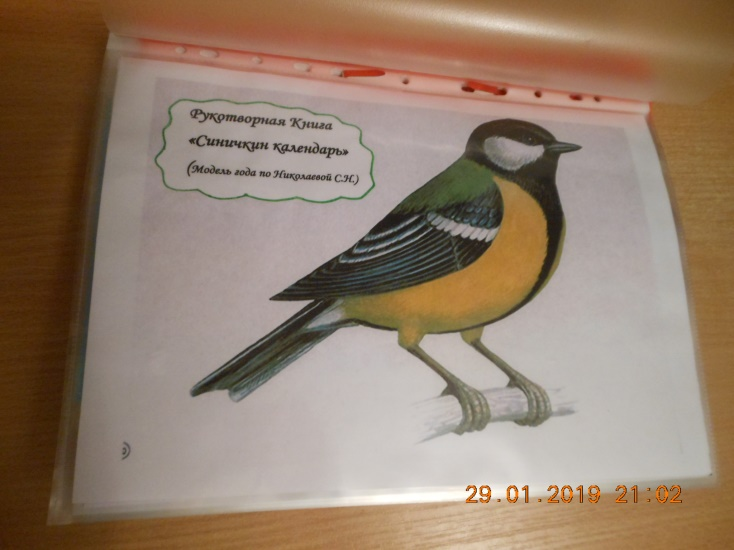 Рукотворная Книга
«Синичкин календарь»
(Модель года по Николаевой С.Н.)
29.01.2019 21:02